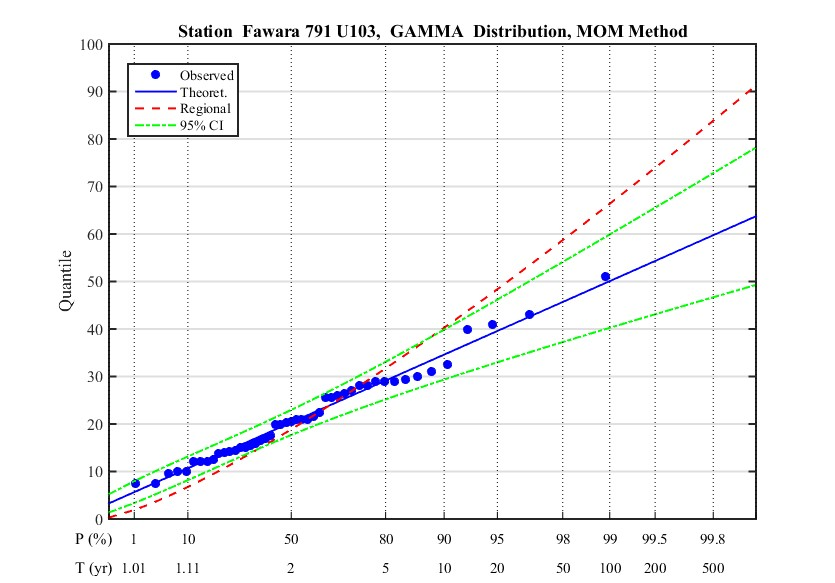 Station Fawara 791 U103, GAMMA Distribution, MOM Method
100
90
80
70
60
50
40
30
20
10
0
Quantile
Observed
Theoret.
Regional
95% CI
P (%) 1 10 50 80 90 95 98 99 99.5 99.8
T (yr) 1.01 1.11 2 5 10 20 50 100 200 500